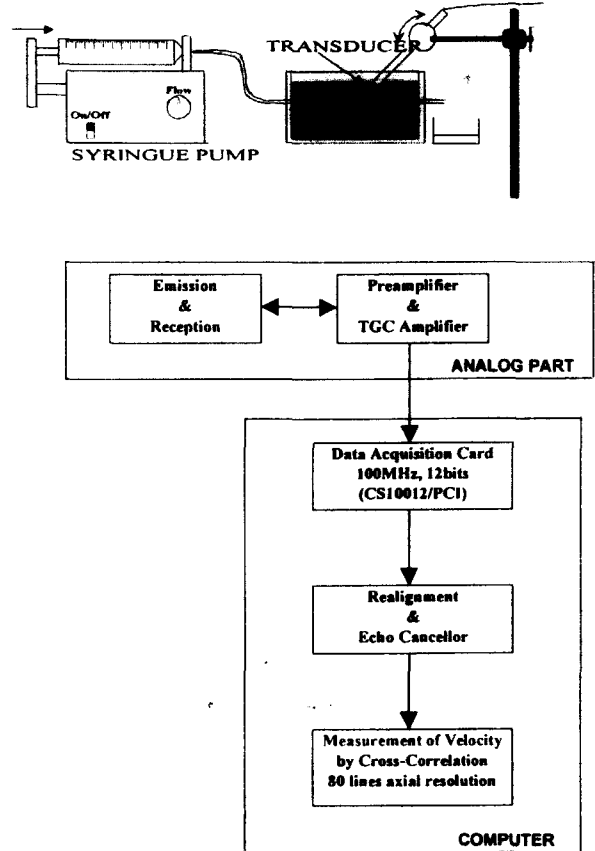 TRANSDUCER
Flow
On/Off
SYRINGUE PUMP
Emission
&
Reception
Preamplifier
&
TGC Amplifier
ANALOG PART
Data Acquisition Card
100MHz, 12bits
(CS10012/PCI)
Realignment
&
Echo Cancellor
Measurement of Velocity
by Cross-Correlation
80 lines axial resolution
COMPUTER